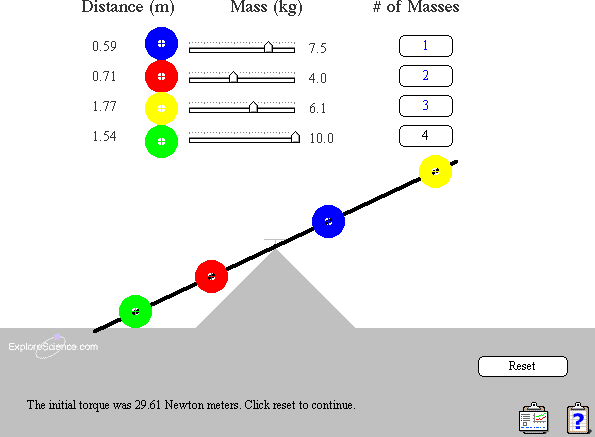 Distance (m) Mass (kg) # of Masses
0.59 7.5 1
0.71 4.0 2
1.77 6.1 3
1.54 10.0 4
ExploreScience.com
Reset
The initial torque was 29.61 Newton meters. Click reset to continue.
?